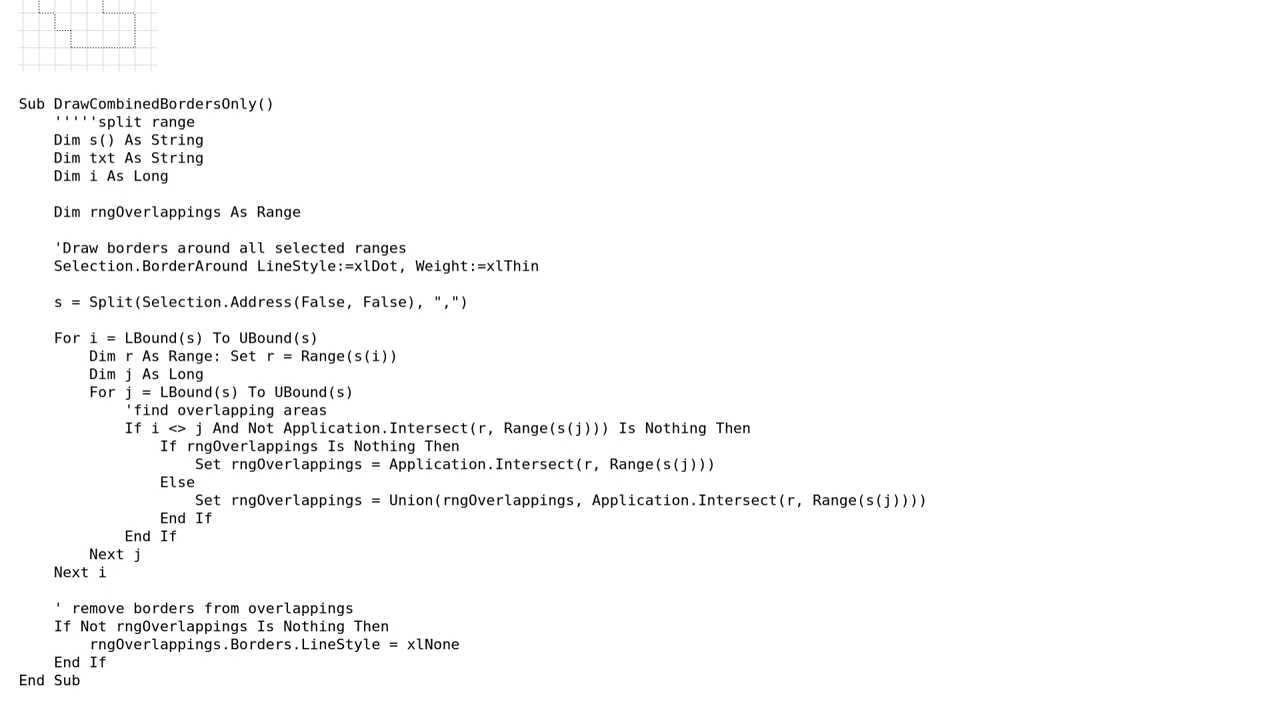 Sub DrawCombinedBordersOnly()
    '''''split range
    Dim s() As String
    Dim txt As String
    Dim i As Long

    Dim rngOverlappings As Range

    'Draw borders around all selected ranges
    Selection.BorderAround LineStyle:=xlDot, Weight:=xlThin

    s = Split(Selection.Address(False, False), ",")

    For i = LBound(s) To UBound(s)
        Dim r As Range: Set r = Range(s(i))
        Dim j As Long
        For j = LBound(s) To UBound(s)
            'find overlapping areas
            If i <> j And Not Application.Intersect(r, Range(s(j))) Is Nothing Then
                If rngOverlappings Is Nothing Then
                    Set rngOverlappings = Application.Intersect(r, Range(s(j)))
                Else
                    Set rngOverlappings = Union(rngOverlappings, Application.Intersect(r, Range(s(j))))
                End If
            End If
        Next j
    Next i

    ' remove borders from overlappings
    If Not rngOverlappings Is Nothing Then
        rngOverlappings.Borders.LineStyle = xlNone
    End If
End Sub